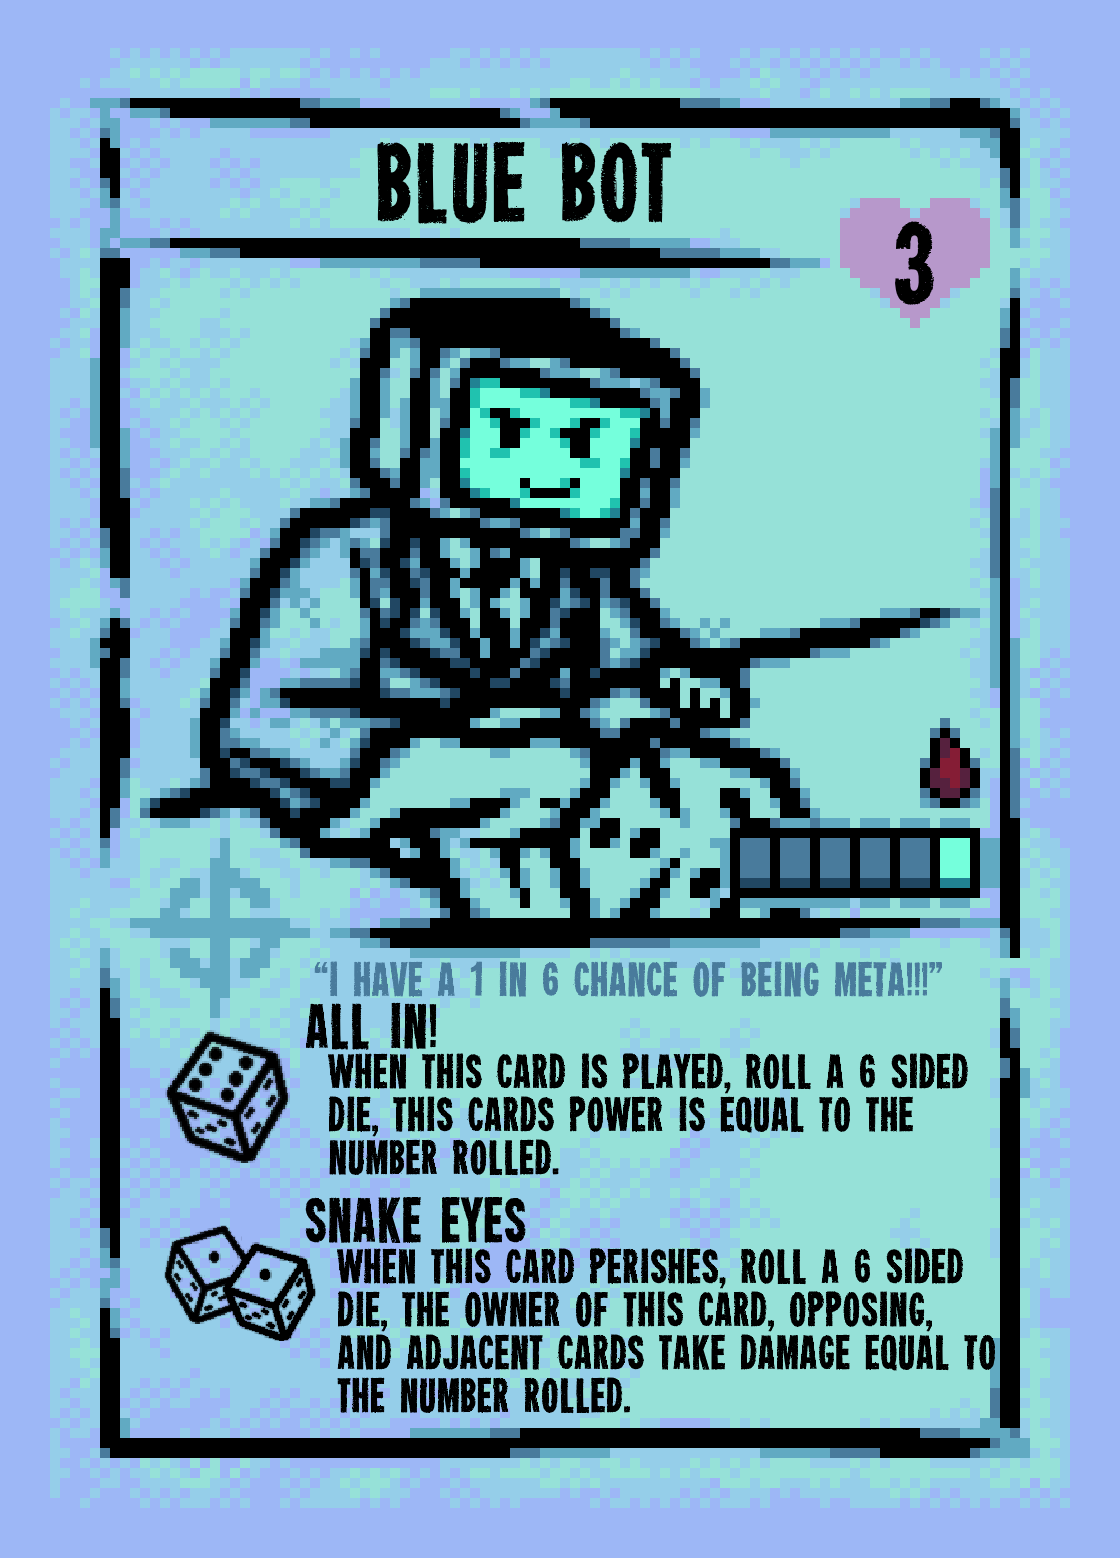 BLUE BOT
3
"I HAVE A 1 IN 6 CHANCE OF BEING META!!!"
ALL IN!
WHEN THIS CARD IS PLAYED, ROLL A 6 SIDED
DIE, THIS CARDS POWER IS EQUAL TO THE
NUMBER ROLLED.
SNAKE EYES
WHEN THIS CARD PERISHES, ROLL A 6 SIDED
DIE, THE OWNER OF THIS CARD, OPPOSING,
AND ADJACENT CARDS TAKE DAMAGE EQUAL TO
THE NUMBER ROLLED.